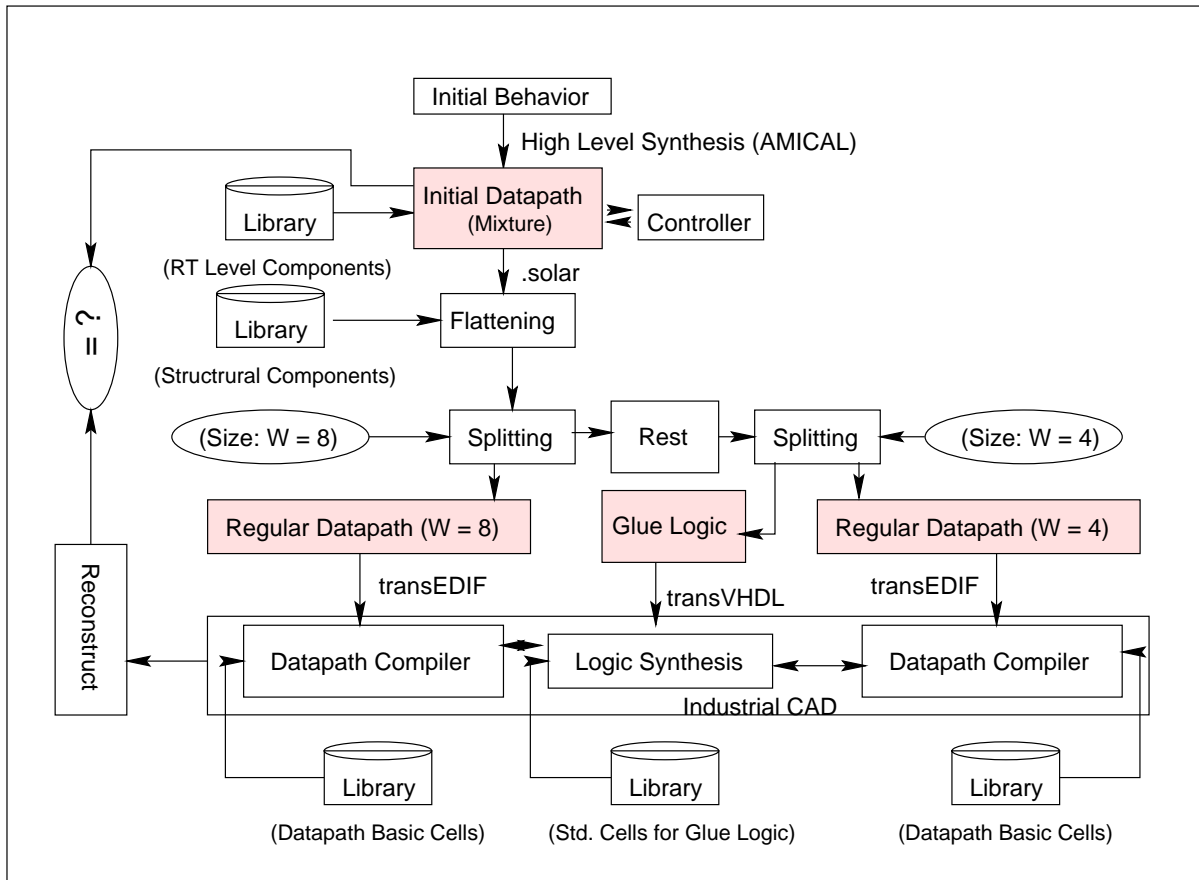 Initial Behavior
High Level Synthesis (AMICAL)
Initial Datapath
(Mixture)
Library
Controller
(RT Level Components)
.solar
Library
Flattening
= ?
(Structrural Components)
(Size: W = 8)
Splitting
Rest
Splitting
(Size: W = 4)
Regular Datapath (W = 8)
Glue Logic
Regular Datapath (W = 4)
Reconstruct
transEDIF
transVHDL
transEDIF
Datapath Compiler
Logic Synthesis
Datapath Compiler
Industrial CAD
Library
Library
Library
(Datapath Basic Cells)
(Std. Cells for Glue Logic)
(Datapath Basic Cells)